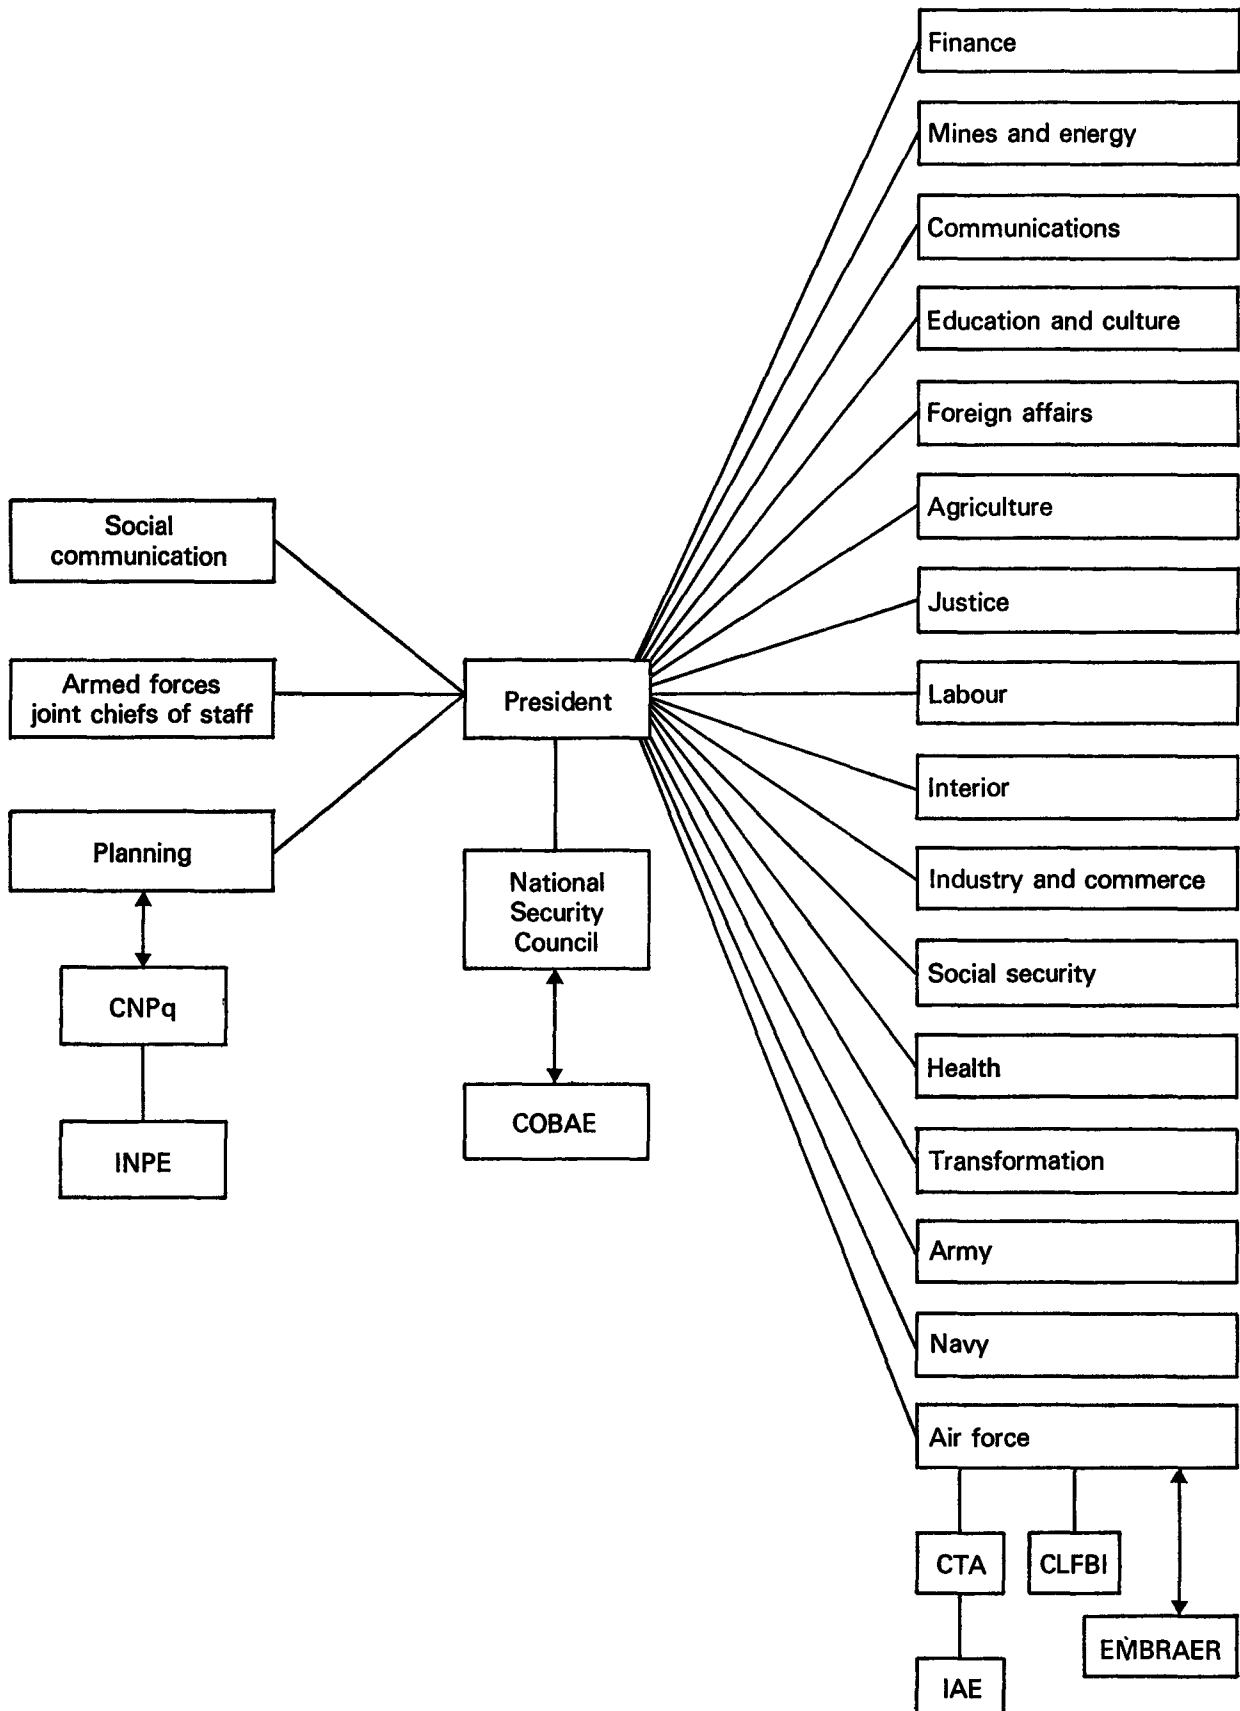 Finance
Mines and energy
Communications
Education and culture
Foreign affairs
Agriculture
Social
communication
Justice
Armed forces
joint chiefs of staff
President
Labour
Interior
Planning
National
Security
Council
Industry and commerce
Social security
CNPq
Health
COBAE
INPE
Transformation
Army
Navy
Air force
CTA
CLFBI
EMBRAER
IAE